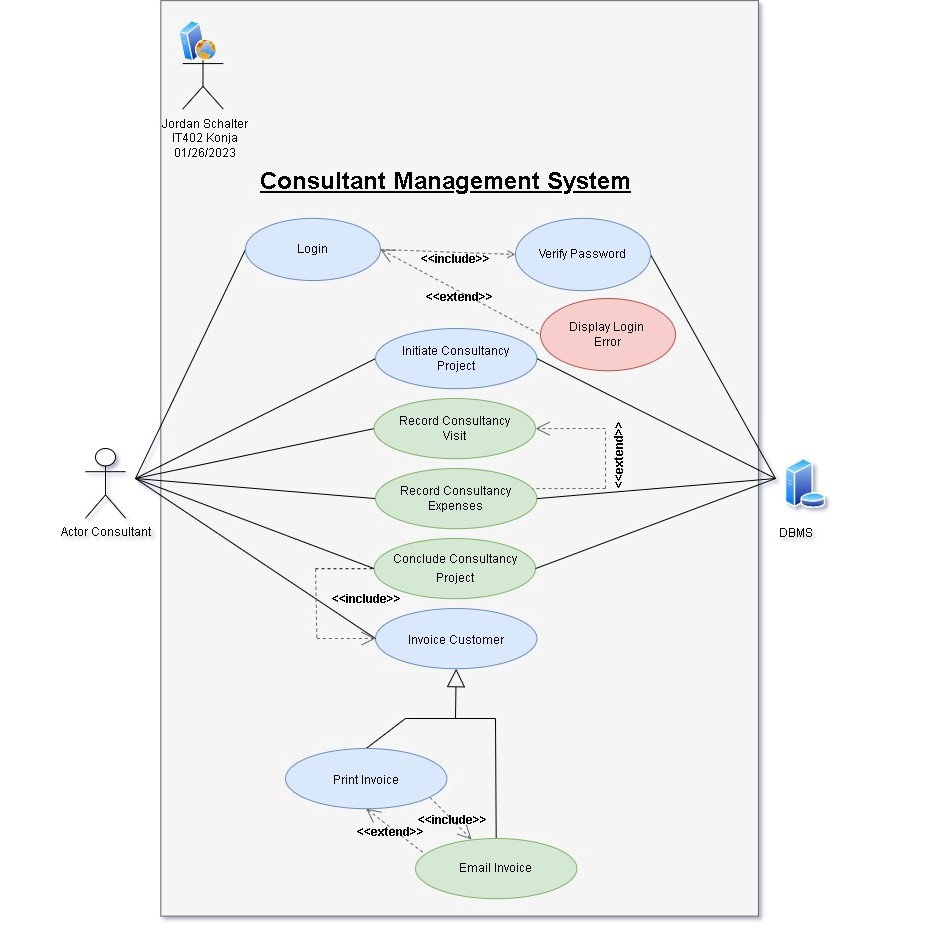 Jordan Schalter
IT402 Konja
01/26/2023
Consultant Management System
Login
<<include>>
Verify Password
<<extend>>
Display Login
Error
Initiate Consultancy
Project
Record Consultancy
Visit
<<extend>>
Record Consultancy
Expenses
Actor Consultant
DBMS
Conclude Consultancy
Project
<<include>>
Invoice Customer
Print Invoice
<<include>>
<<extend>>
Email Invoice